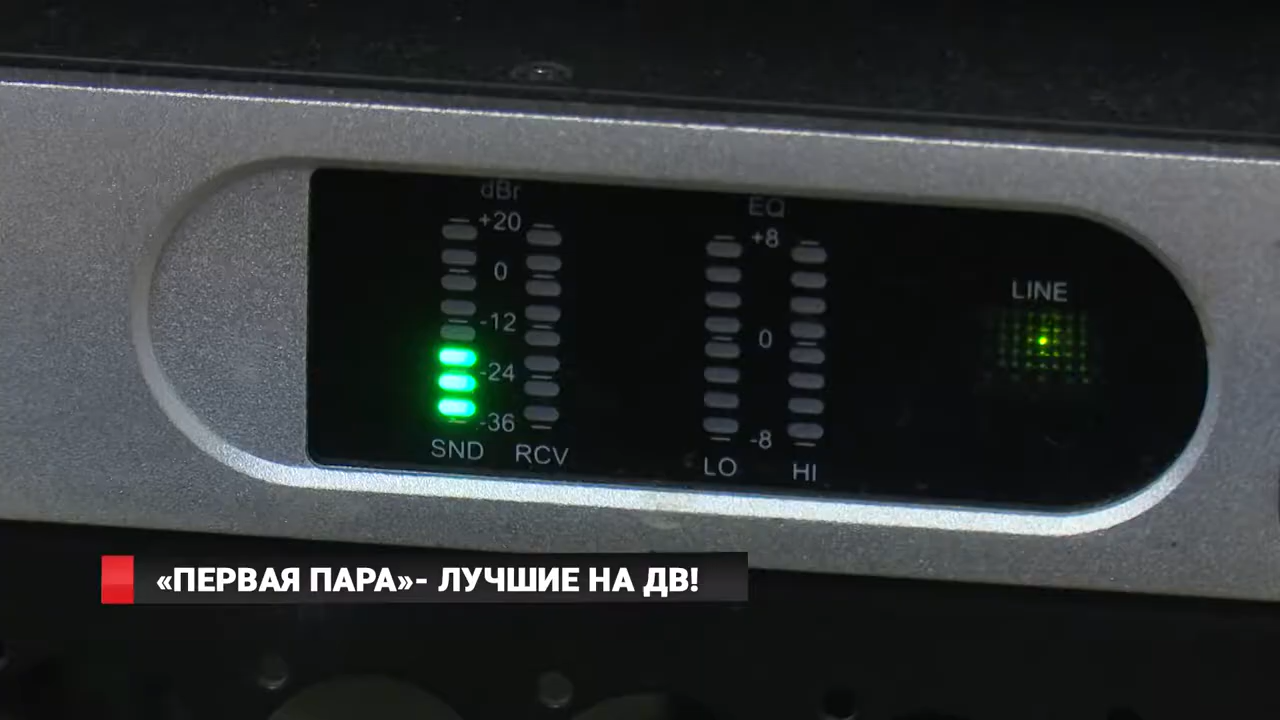 dBr
+20
0
-12
-24
-36
SND RCV
EQ
+8
0
-8
LO HI
LINE
«ПЕРВАЯ ПАРА»- ЛУЧШИЕ НА ДВ!